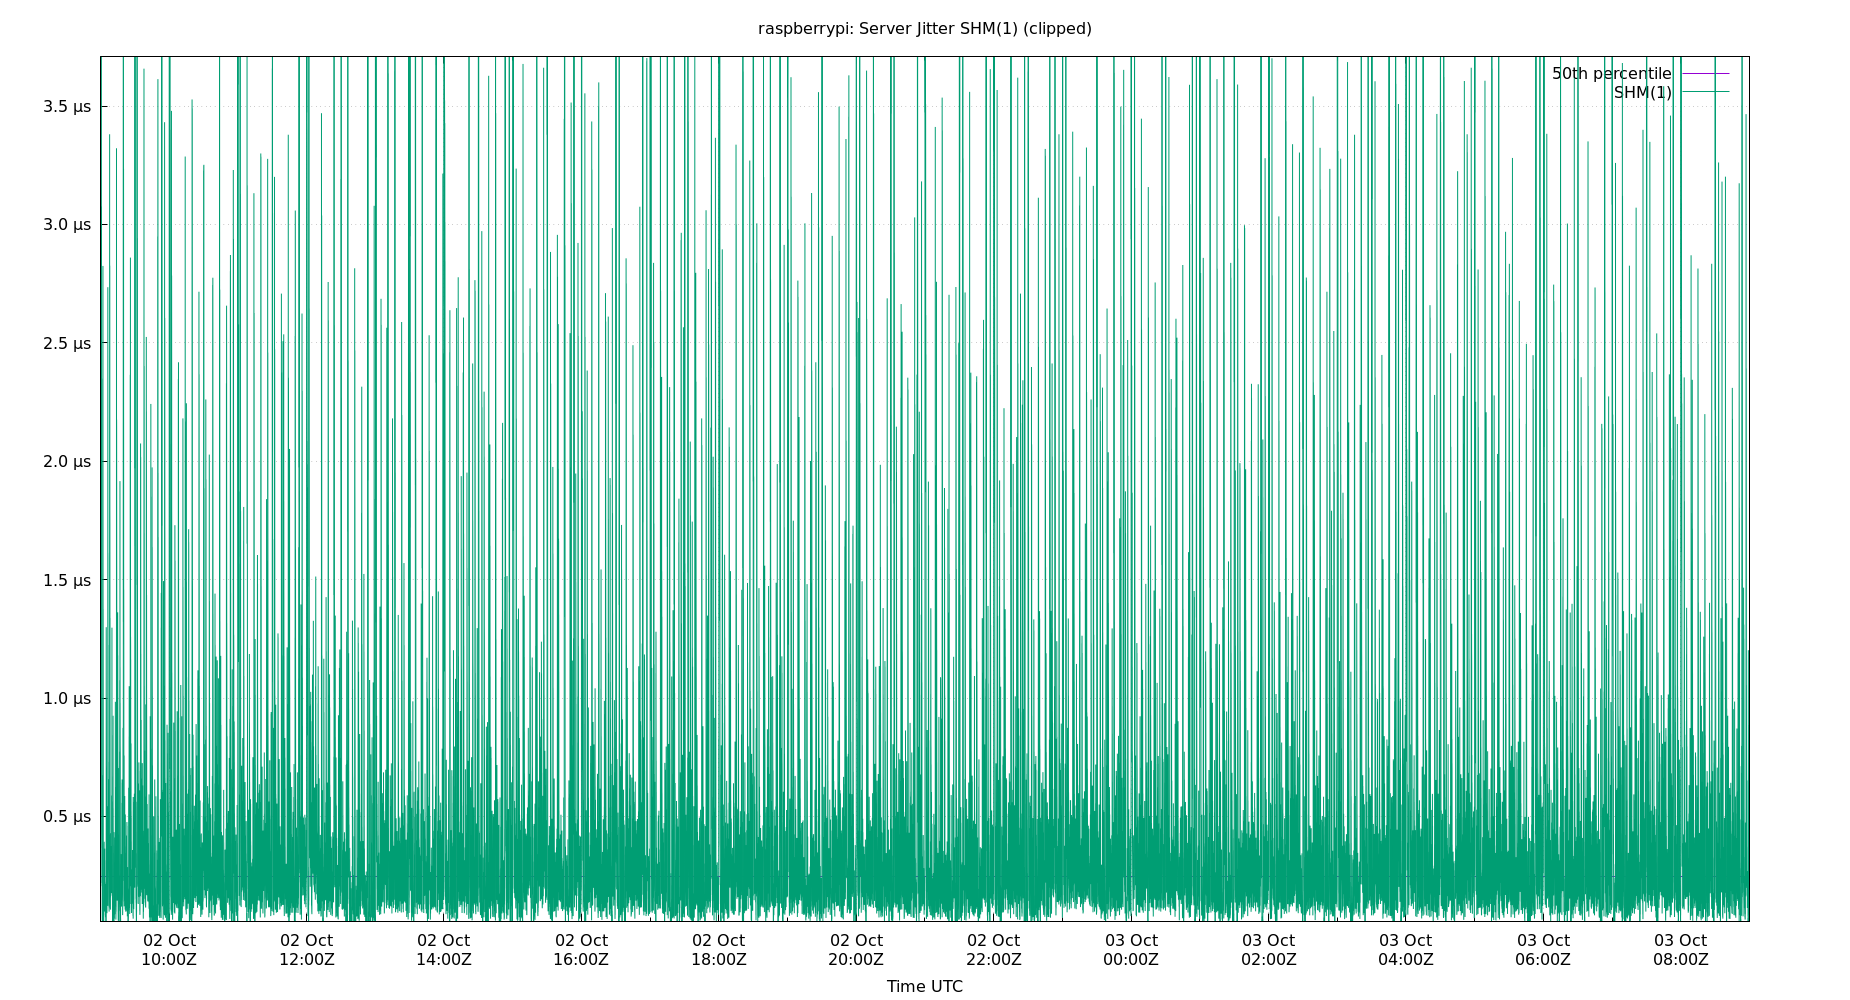 raspberrypi: Server Jitter SHM(1) (clipped)
50th percentile
SHM(1)
3.5 µs
3.0 µs
2.5 µs
2.0 µs
1.5 µs
1.0 µs
0.5 µs
02 Oct 02 Oct 02 Oct 02 Oct 02 Oct 02 Oct 02 Oct 03 Oct 03 Oct 03 Oct 03 Oct 03 Oct
10:00Z 12:00Z 14:00Z 16:00Z 18:00Z 20:00Z 22:00Z 00:00Z 02:00Z 04:00Z 06:00Z 08:00Z
Time UTC